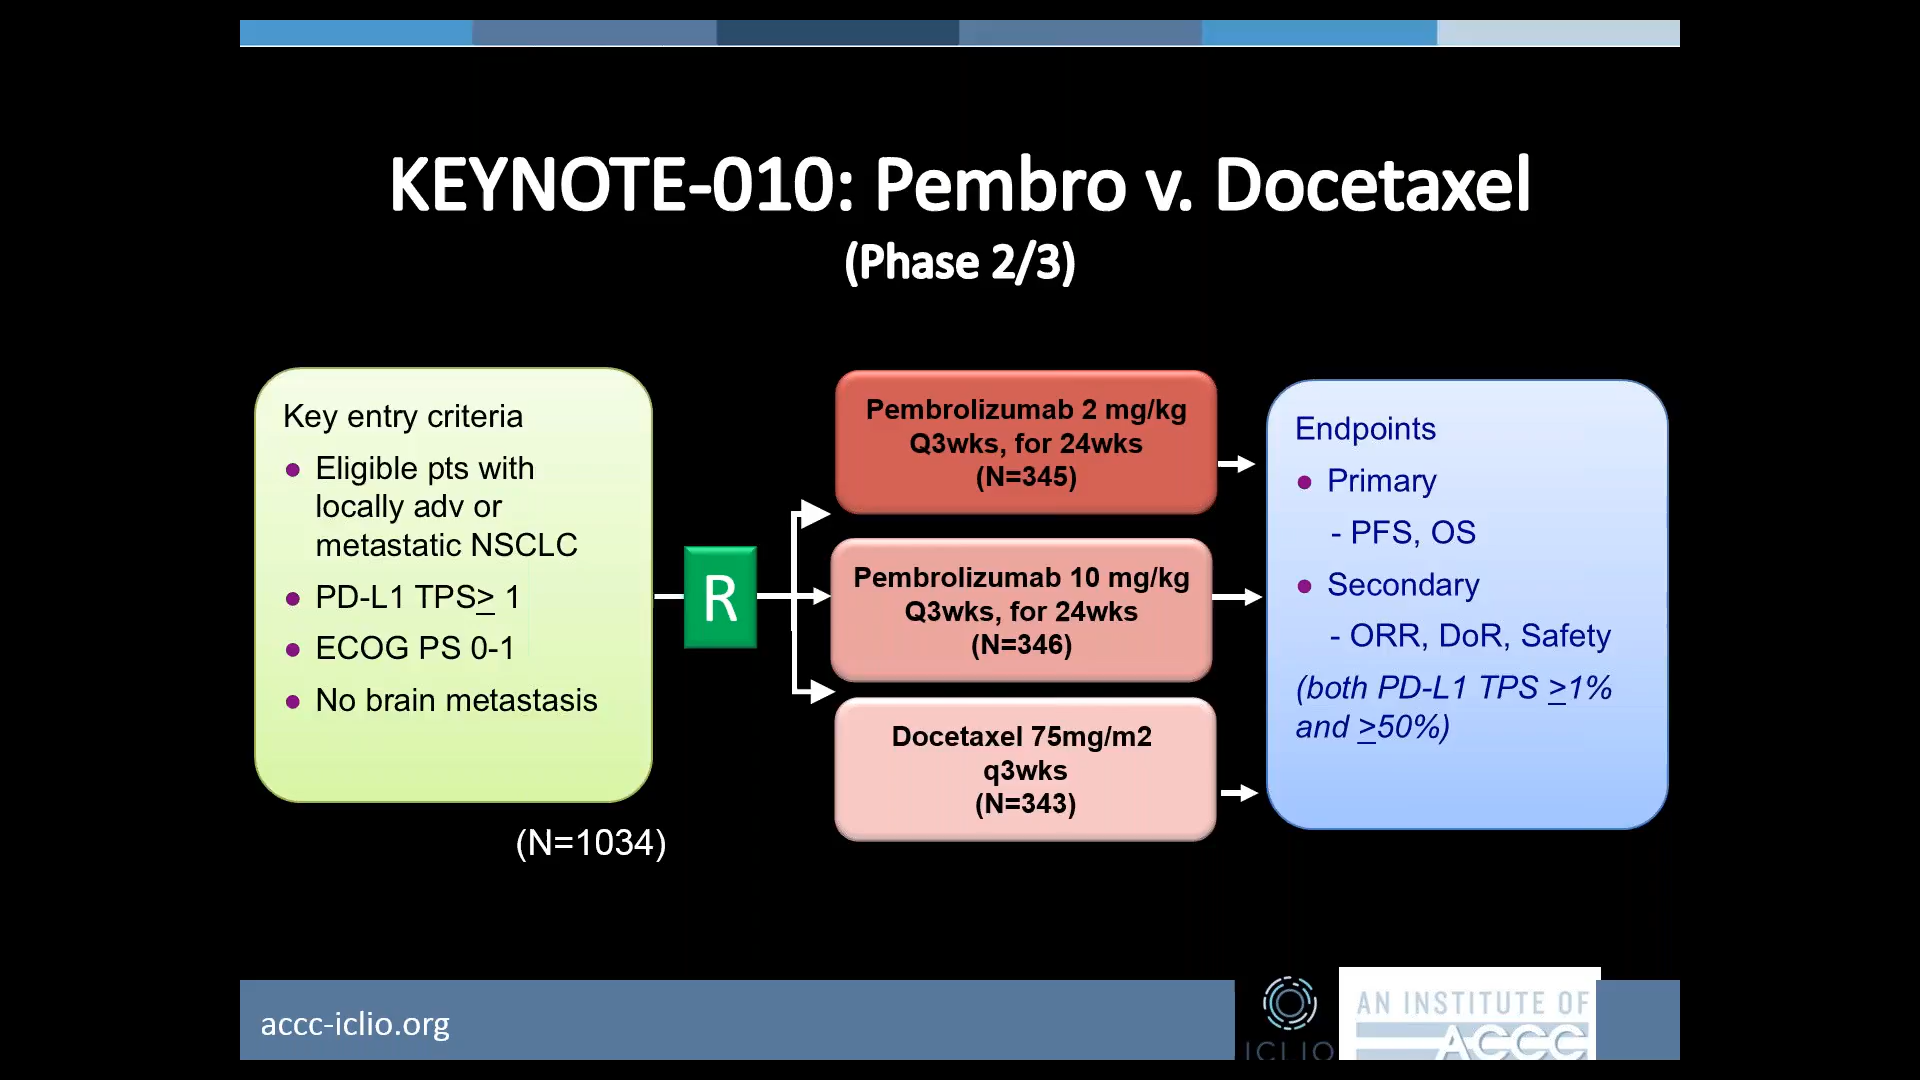 KEYNOTE-010: Pembro v. Docetaxel
(Phase 2/3)
Key entry criteria
● Eligible pts with
locally adv or
metastatic NSCLC
● PD-L1 TPS≥ 1
● ECOG PS 0-1
● No brain metastasis
(N=1034)
R
Pembrolizumab 2 mg/kg
Q3wks, for 24wks
(N=345)
Pembrolizumab 10 mg/kg
Q3wks, for 24wks
(N=346)
Docetaxel 75mg/m2
q3wks
(N=343)
Endpoints
● Primary
- PFS, OS
● Secondary
- ORR, DoR, Safety
(both PD-L1 TPS ≥1%
and ≥50%)
accc-iclio.org
ICLIO
AN INSTITUTE OF
ACCC